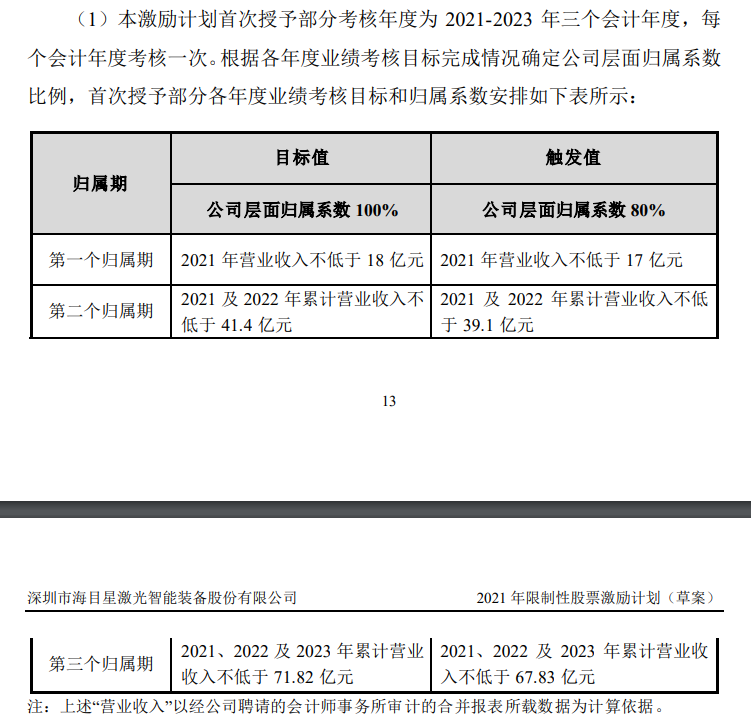 （1）本激励计划首次授予部分考核年度为 2021-2023 年三个会计年度，每
个会计年度考核一次。根据各年度业绩考核目标完成情况确定公司层面归属系数
比例，首次授予部分各年度业绩考核目标和归属系数安排如下表所示：
归属期
目标值
触发值
公司层面归属系数 100%
公司层面归属系数 80%
第一个归属期
2021 年营业收入不低于 18 亿元
2021 年营业收入不低于 17 亿元
第二个归属期
2021 及 2022 年累计营业收入不
低于 41.4 亿元
2021 及 2022 年累计营业收入不低
于 39.1 亿元
13
深圳市海目星激光智能装备股份有限公司
2021 年限制性股票激励计划（草案）
第三个归属期
2021、2022 及 2023 年累计营业
收入不低于 71.82 亿元
2021、2022 及 2023 年累计营业收
入不低于 67.83 亿元
注：上述“营业收入”以经公司聘请的会计师事务所审计的合并报表所载数据为计算依据。